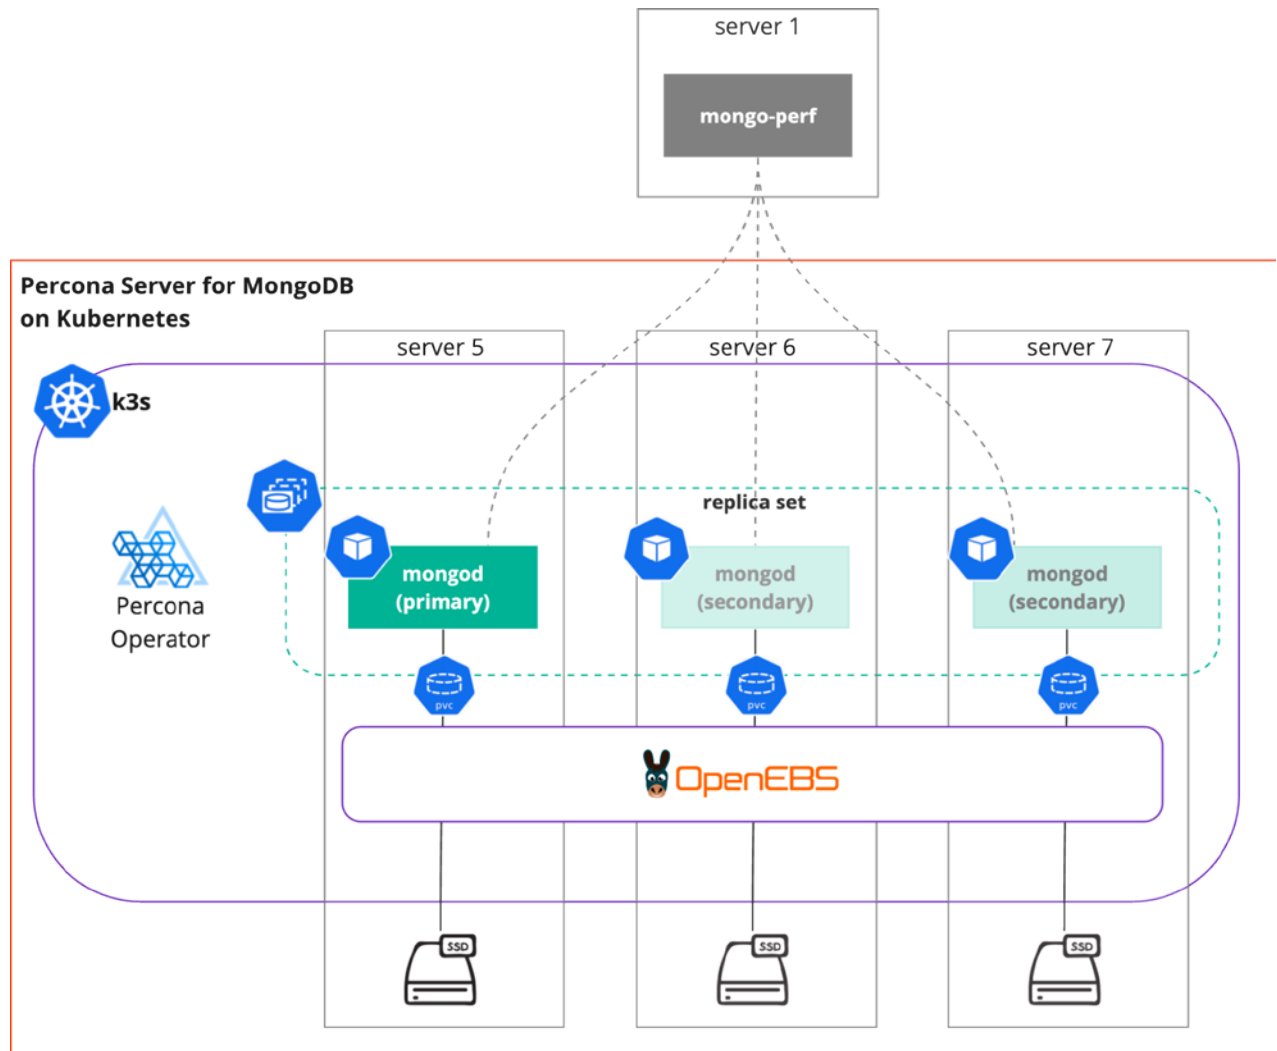 server 1
mongo-perf
Percona Server for MongoDB
on Kubernetes
server 5
server 6
server 7
k3s
replica set
mongod
(primary)
mongod
(secondary)
mongod
(secondary)
Percona
Operator
pvc
pvc
pvc
OpenEBS
SSD
SSD
SSD